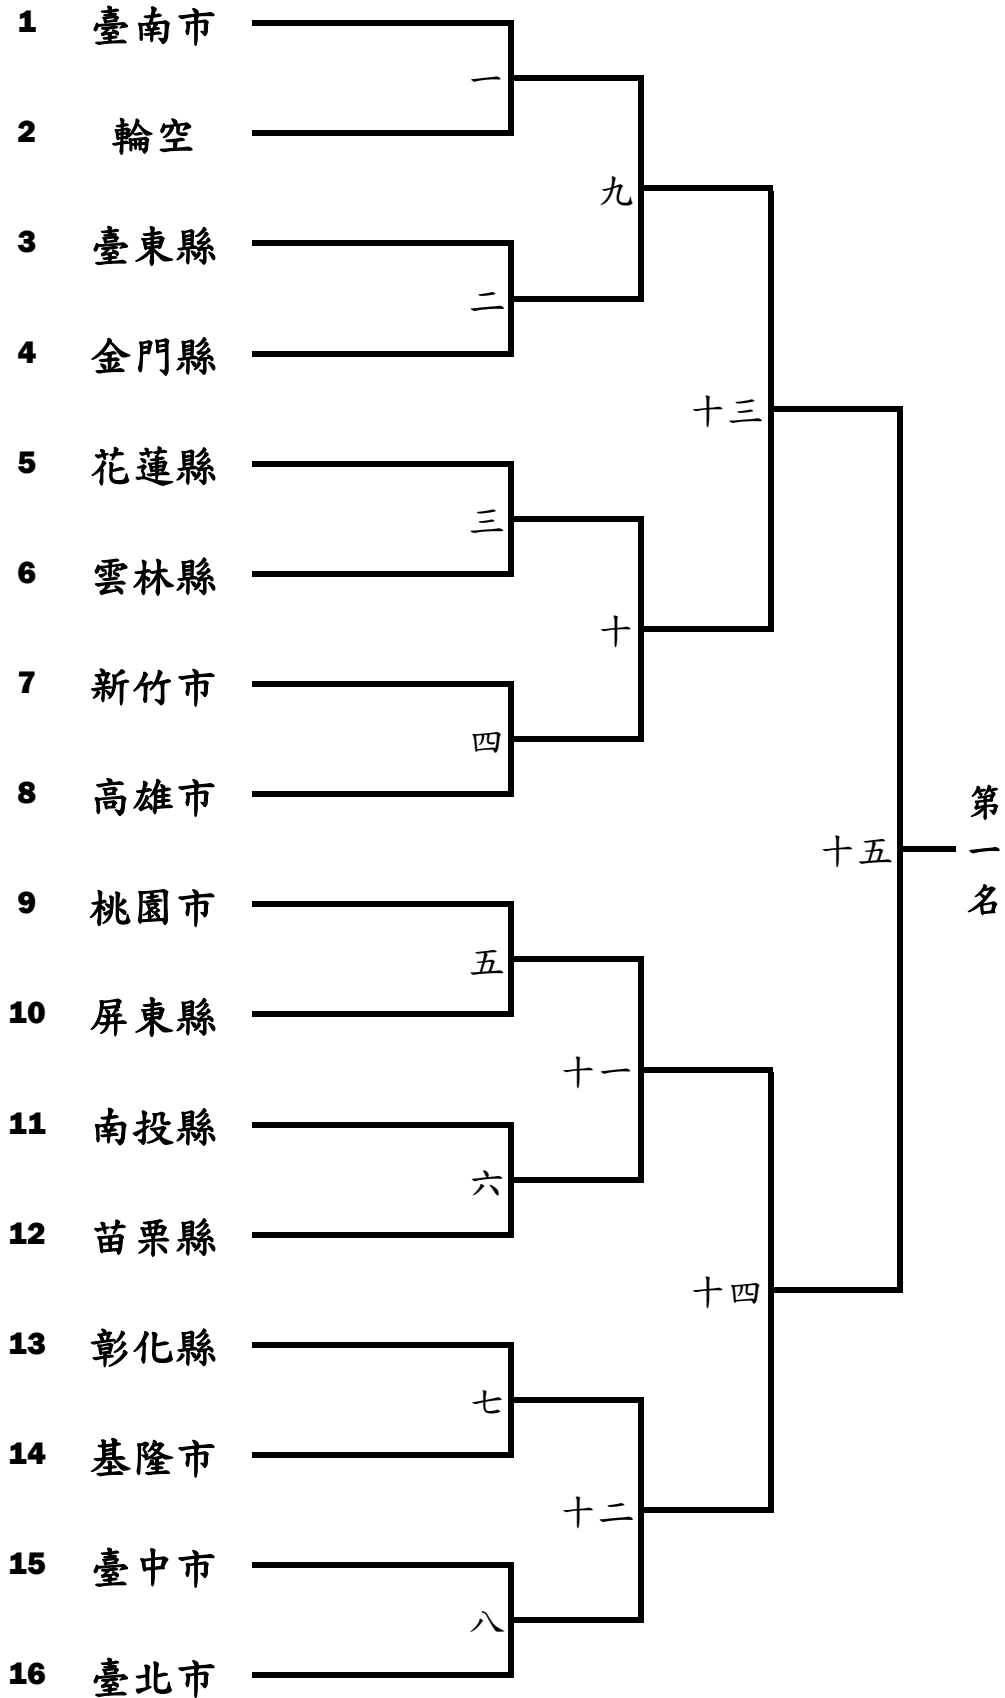 1 臺南市
一
2 輪空
九
3 臺東縣
二
4 金門縣
十三
5 花蓮縣
三
6 雲林縣
十
7 新竹市
四
8 高雄市
第一名
十五
9 桃園市
五
10 屏東縣
十一
11 南投縣
六
12 苗栗縣
十四
13 彰化縣
七
14 基隆市
十二
15 臺中市
八
16 臺北市